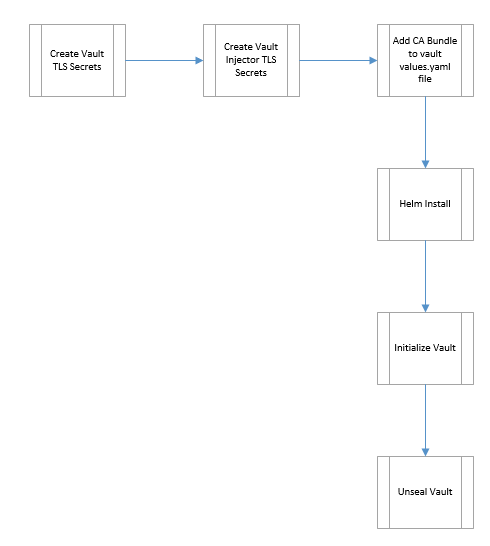 Create Vault
TLS Secrets
Create Vault
Injector TLS
Secrets
Add CA Bundle
to vault
values.yaml
file
Helm Install
Initialize Vault
Unseal Vault